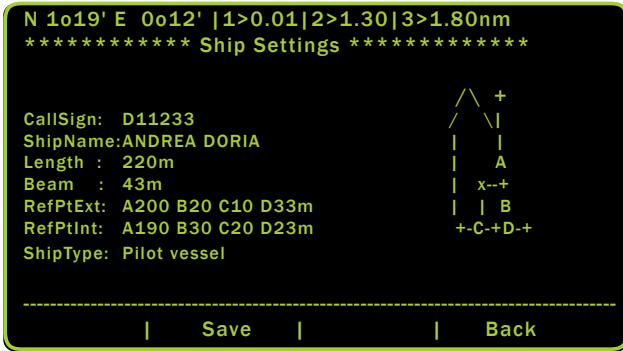 N 1o19' E  0o12' |1>0.01|2>1.30|3>1.80nm
************ Ship Settings *************
/\ +
CallSign:  D11233 / \|
ShipName:ANDREA DORIA | |
Length :  220m | A
Beam   :  43m | x--+
RefPtExt:  A200 B20 C10 D33m | | B
RefPtInt:  A190 B30 C20 D23m +-C-+D-+
ShipType:  Pilot vessel
--------------------------------------------------------------------------------
| Save | | Back